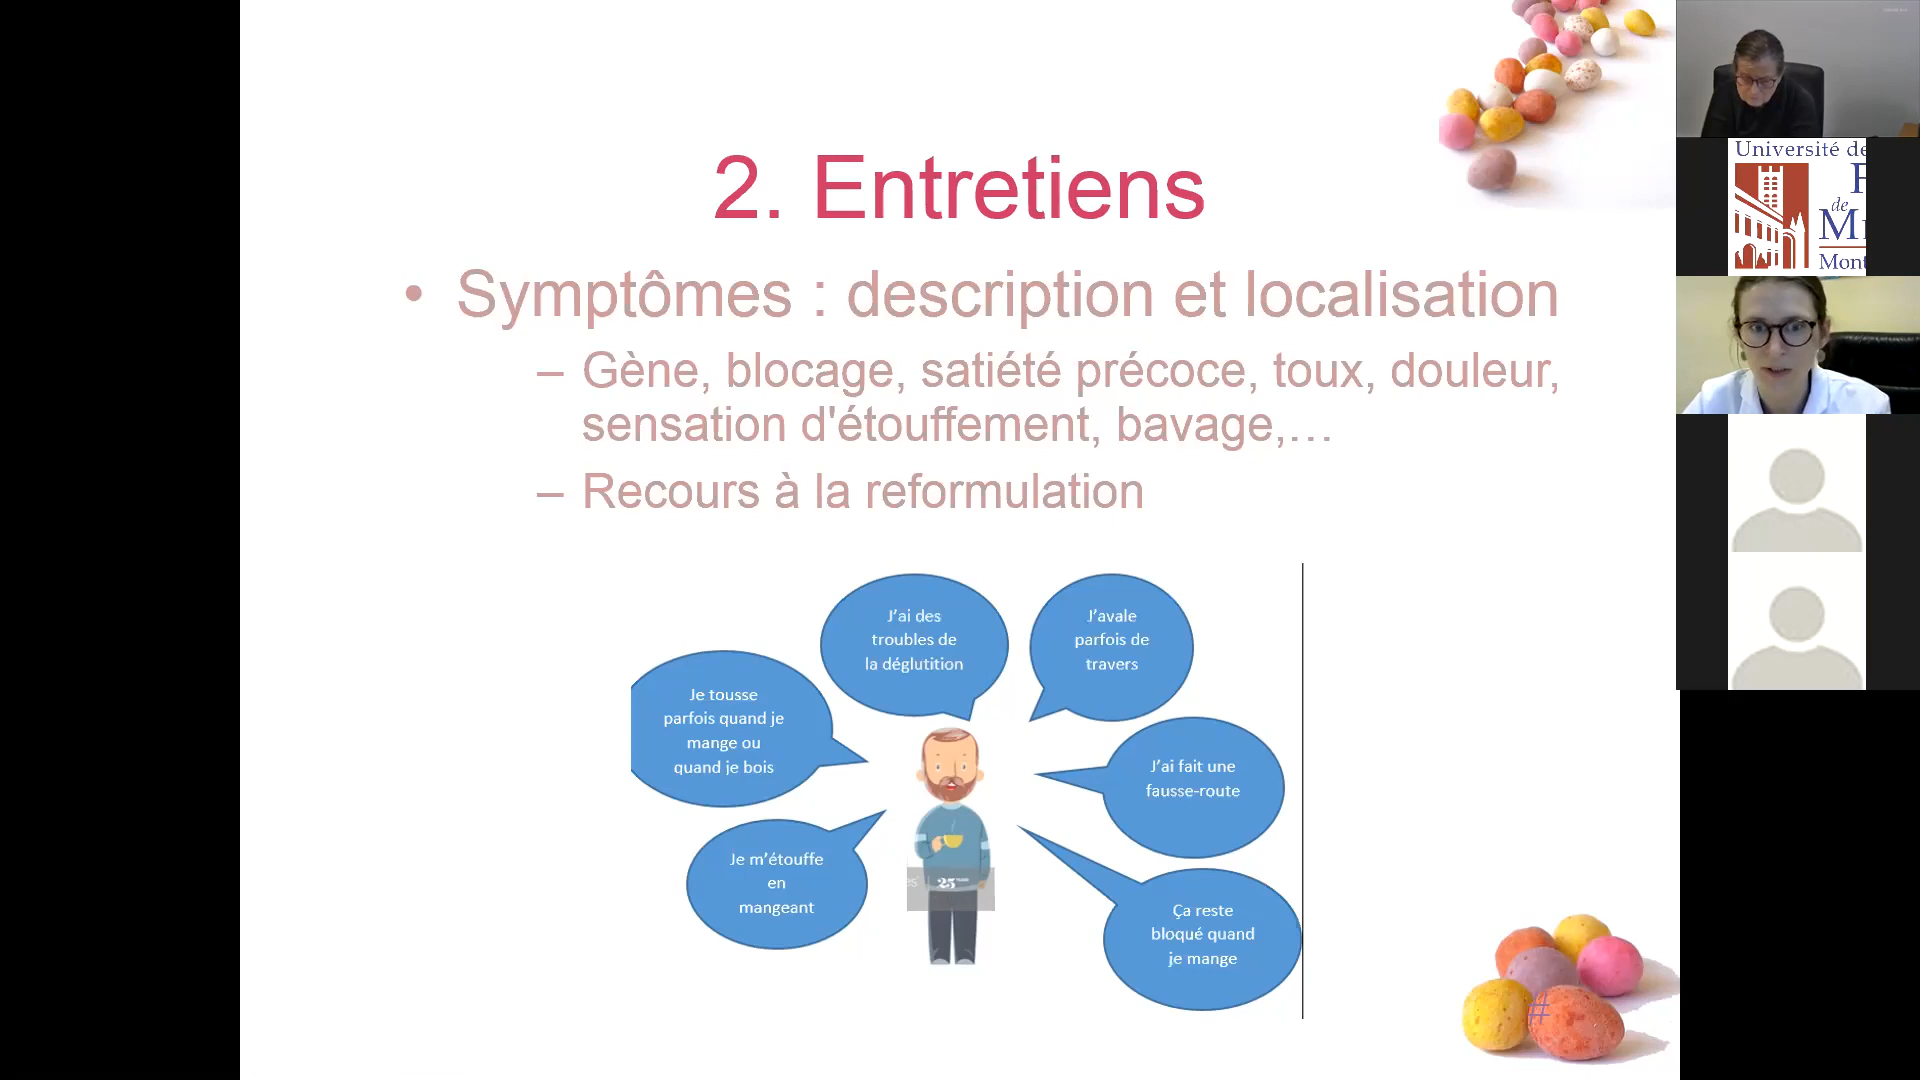 2. Entretiens
• Symptômes : description et localisation
– Gène, blocage, satiété précoce, toux, douleur,
sensation d'étouffement, bavage,…
– Recours à la reformulation
J'ai des
troubles de
la déglutition
J'avale
parfois de
travers
Je tousse
parfois quand je
mange ou
quand je bois
J'ai fait une
fausse-route
Je m'étouffe
en
mangeant
25
Ça reste
bloqué quand
je mange
#
Université de
F
de
M
Mont